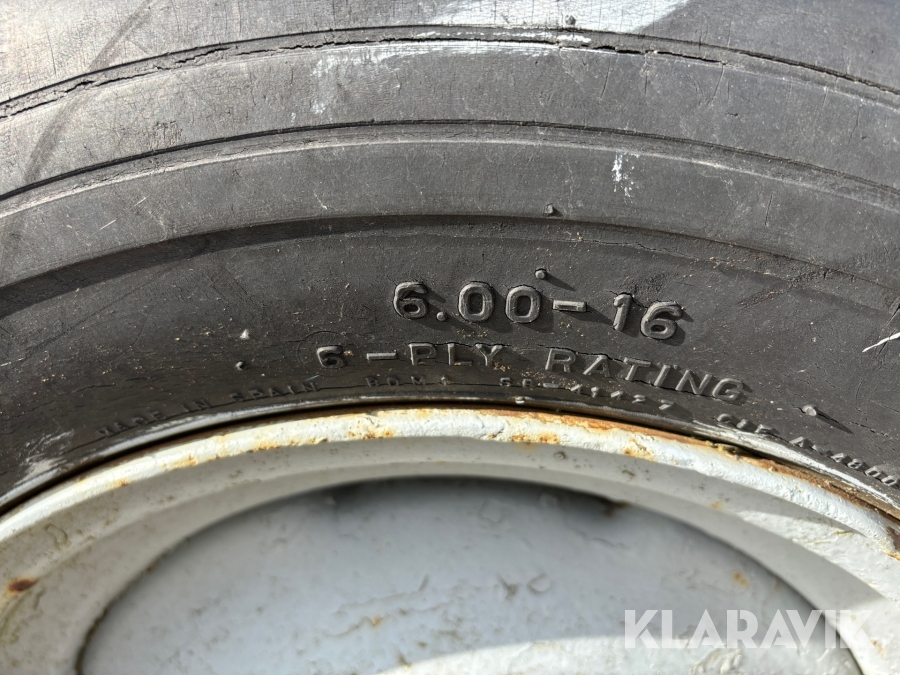 6.00-16
6-PLY RATING
MADE IN SPAIN
KLARAVIK